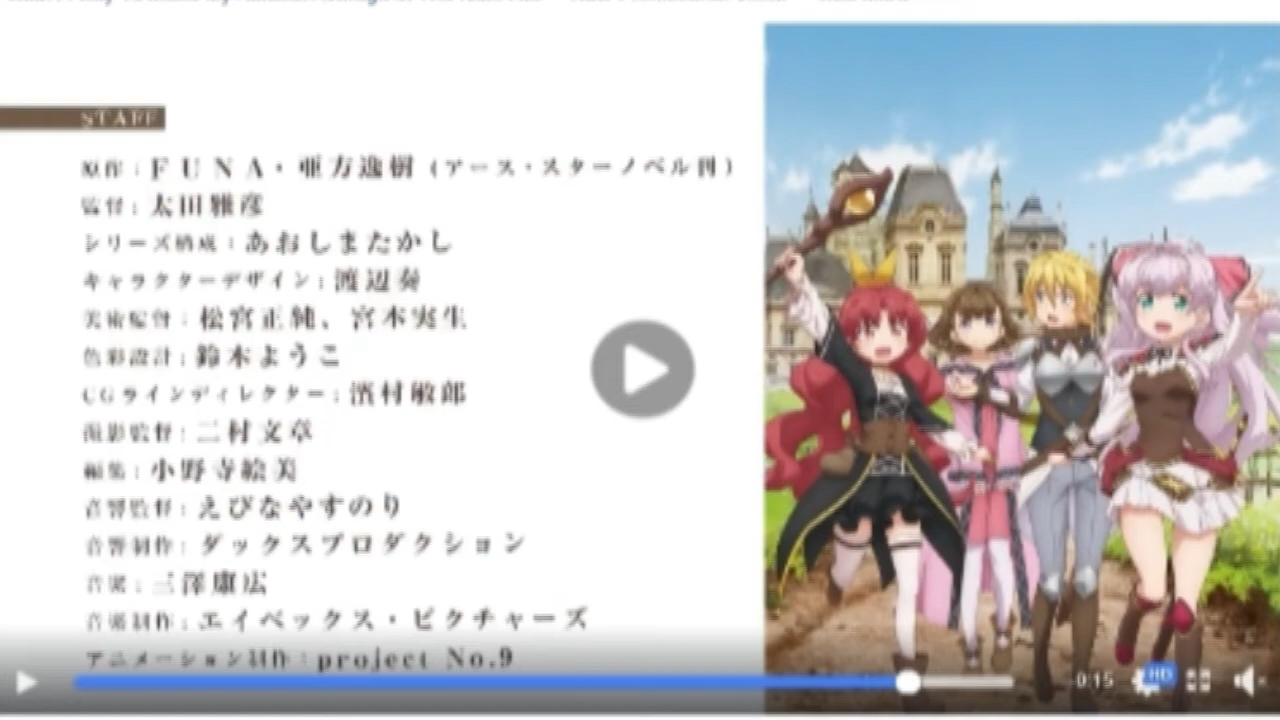 STAFF
原作：ＦＵＮＡ・亜方逸樹（アース・スターノベル刊）
監督：太田雅彦
シリーズ構成：あおしまたかし
キャラクターデザイン：渡辺奏
美術監督：松宮正純、宮本実生
色彩設計：鈴木ようこ
CGラインディレクター：濱村敏郎
撮影監督：二村文章
編集：小野寺絵美
音響監督：えびなやすのり
音響制作：ダックスプロダクション
音楽：三澤康広
音楽制作：エイベックス・ピクチャーズ
アニメーション制作：project No.9
-0:15
HD